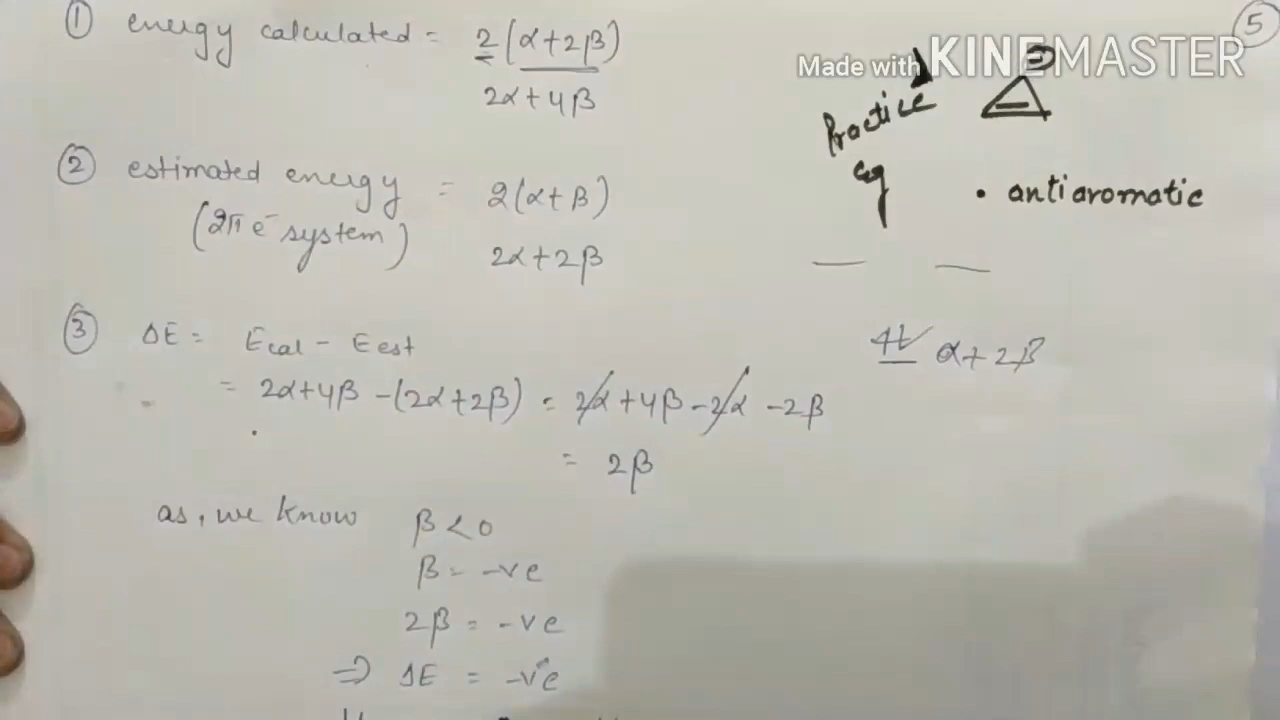 ① energy calculated = 2(α+2β)
2α+4β
② estimated energy = 2(α+β)
(2π e⁻ system)
2α+2β
③ ΔE = Ecal - Eest
= 2α+4β -(2α+2β) = 2α+4β-2α-2β
= 2β
as, we know β<0
β = -ve
2β = -ve
⇒ ΔE = -ve
5
Made with KINEMASTER
Practice
eg
• antiaromatic
α+2β